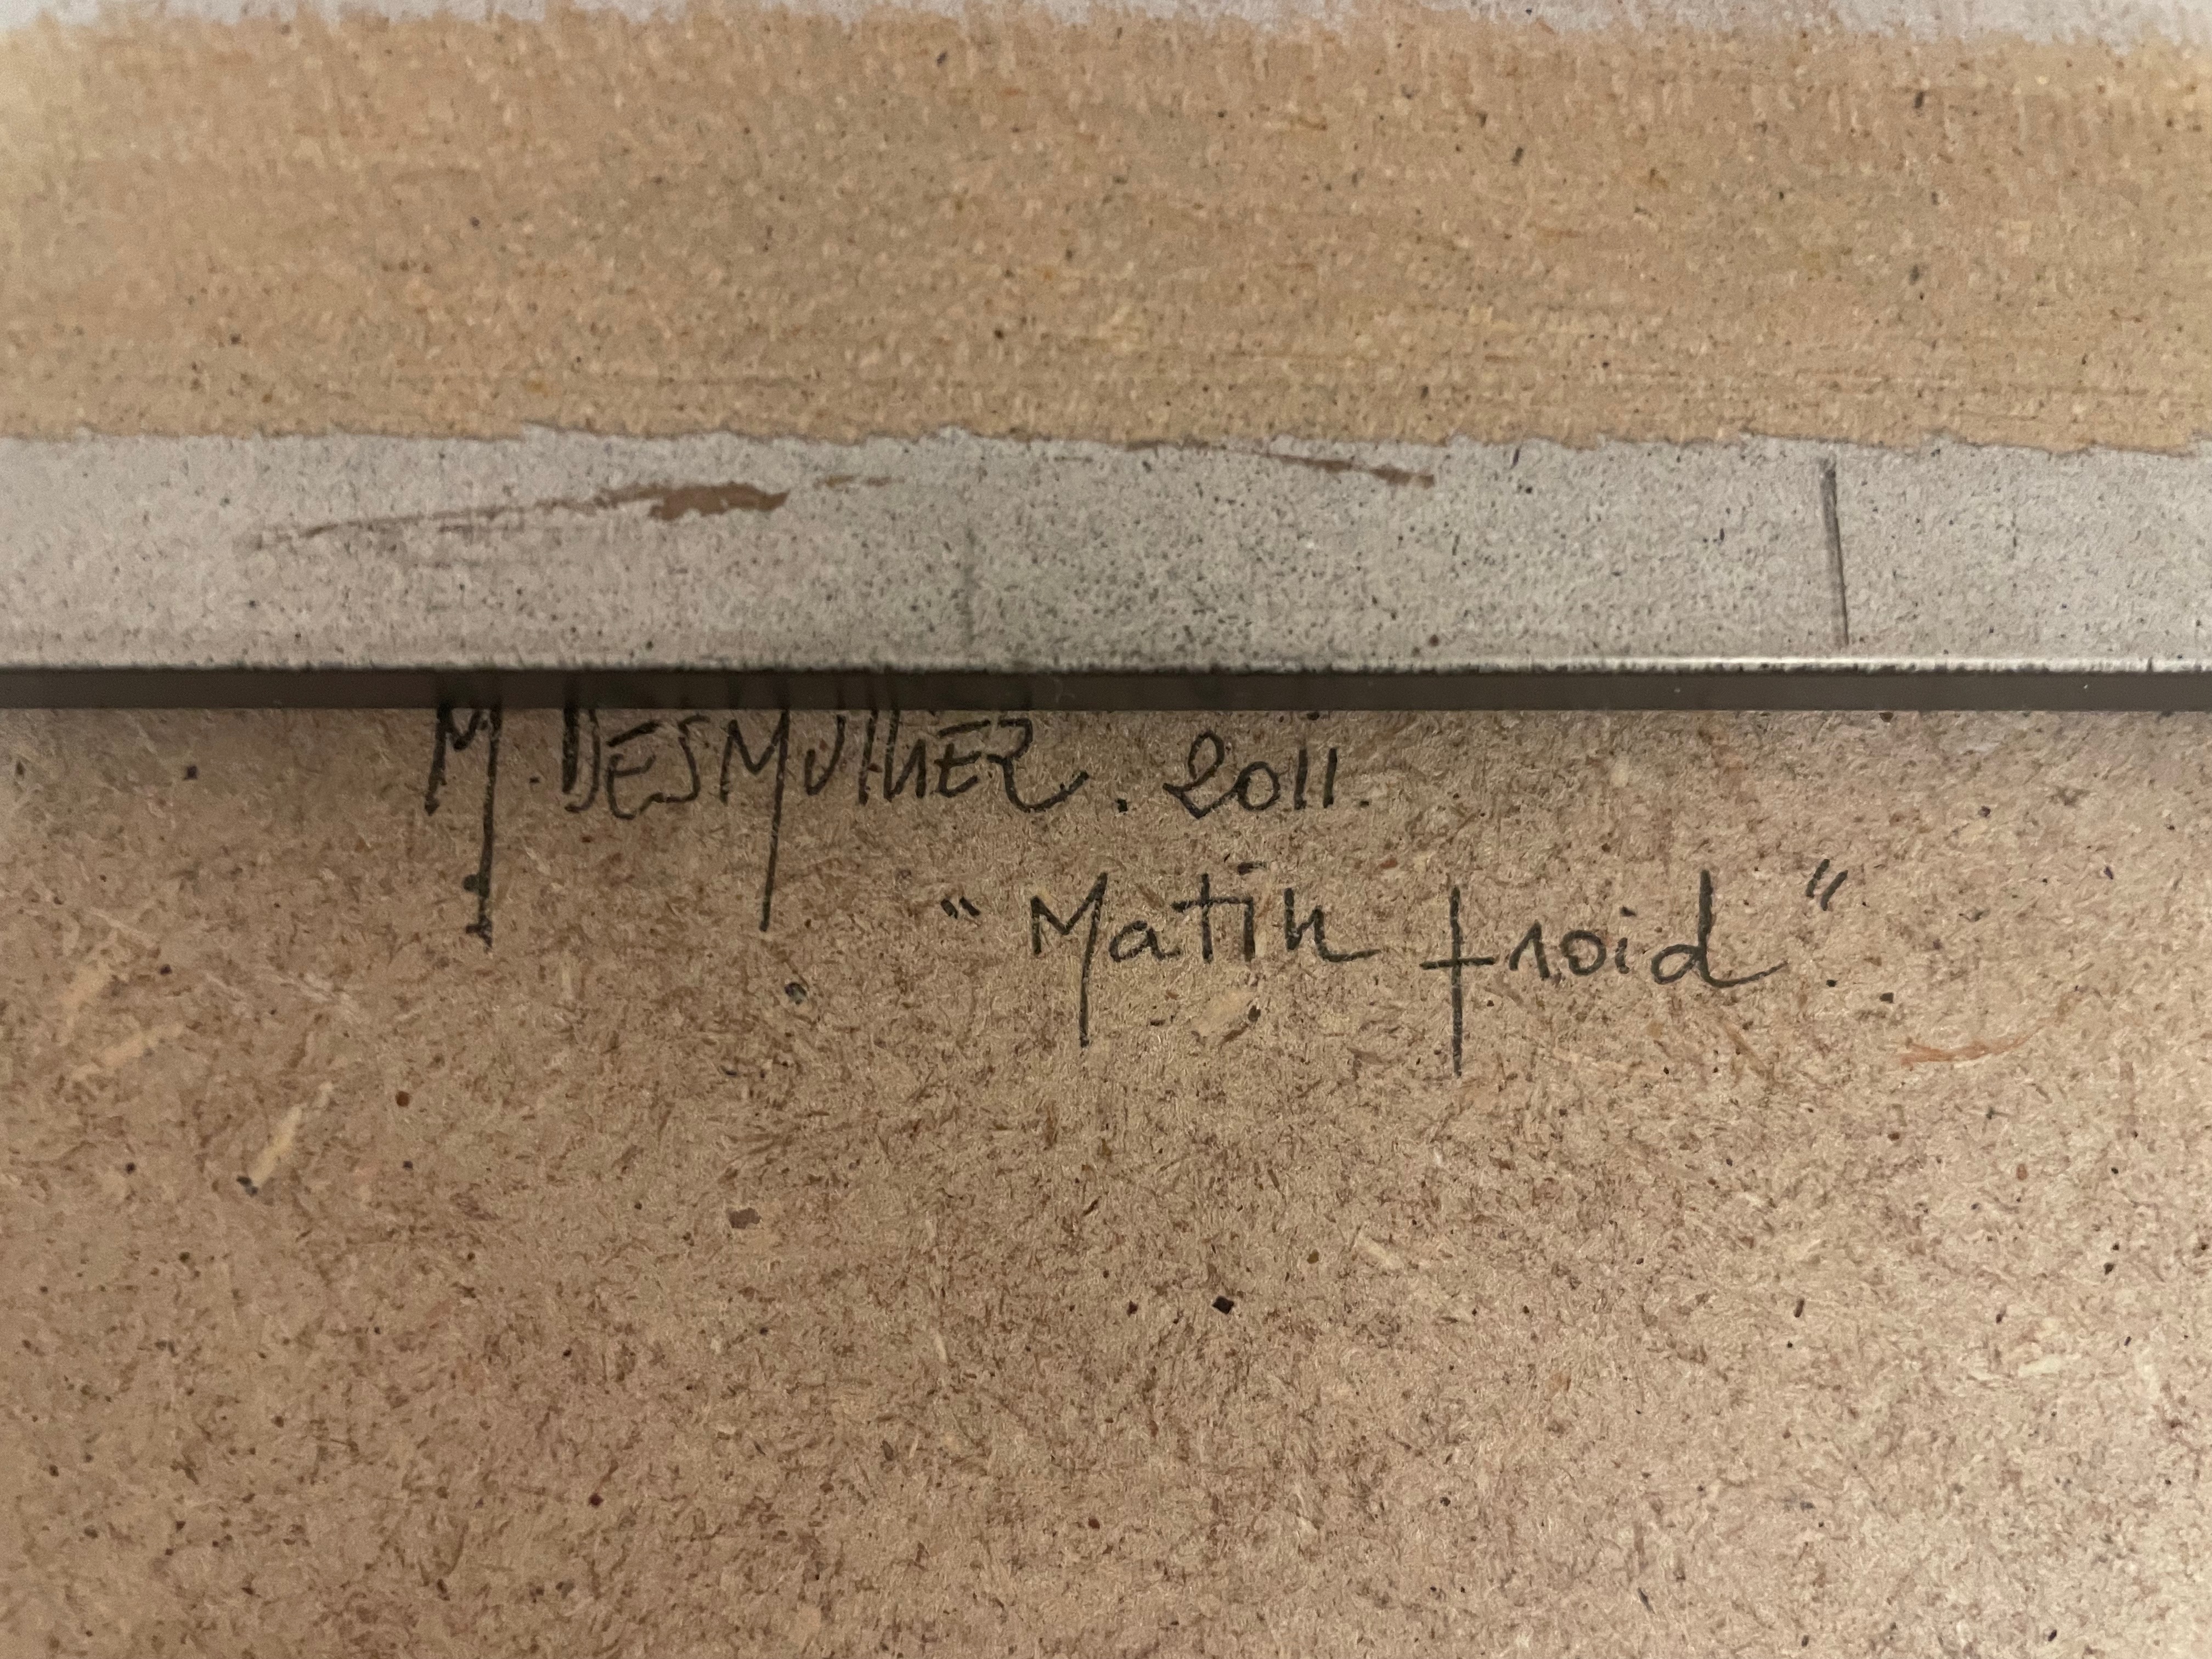 M. DESMULLIER. 2011.
"Matin froid".